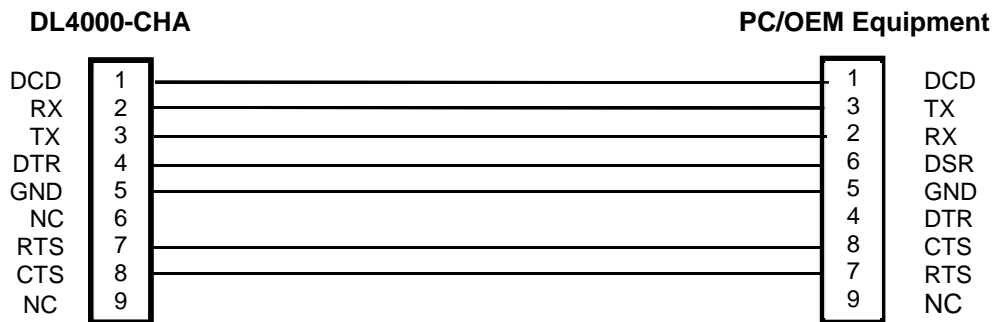 DL4000-CHA PC/OEM Equipment
DCD 1 1 DCD
RX 2 3 TX
TX 3 2 RX
DTR 4 6 DSR
GND 5 5 GND
NC 6 4 DTR
RTS 7 8 CTS
CTS 8 7 RTS
NC 9 9 NC